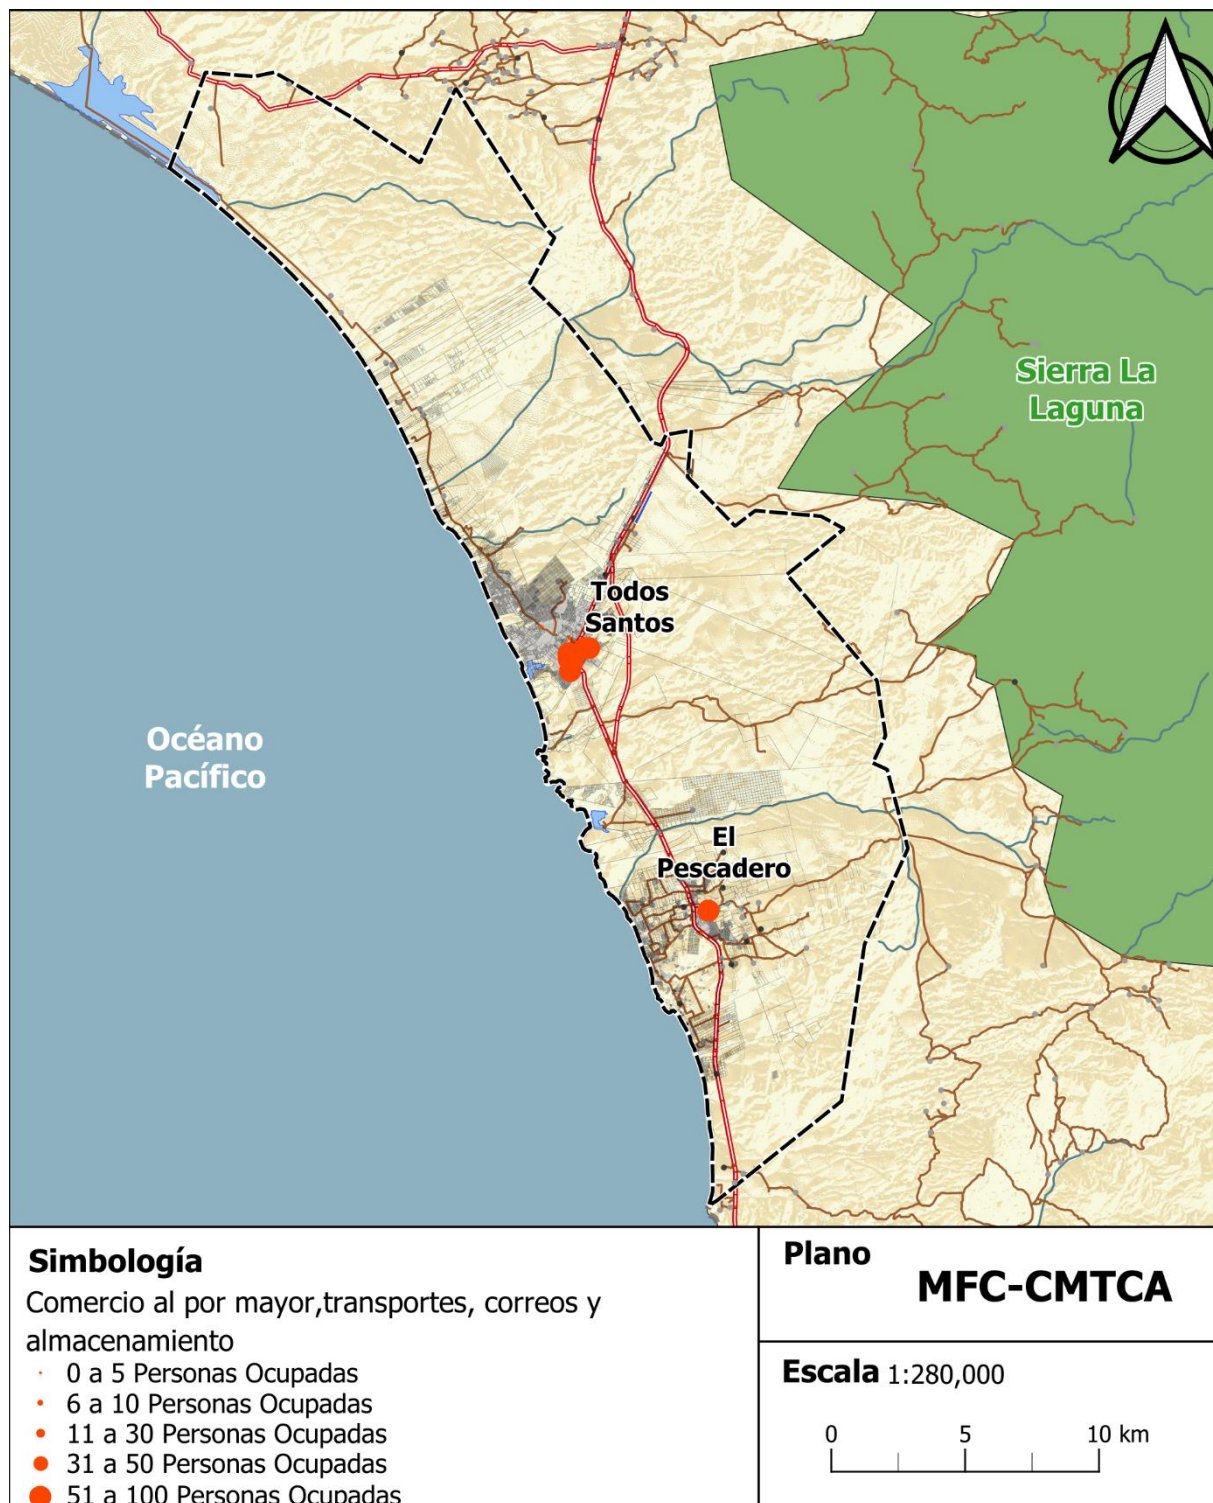 Sierra La
Laguna
Todos
Santos
Océano
Pacífico
El
Pescadero
Simbología
Comercio al por mayor,transportes, correos y
almacenamiento
0 a 5 Personas Ocupadas
6 a 10 Personas Ocupadas
11 a 30 Personas Ocupadas
31 a 50 Personas Ocupadas
51 a 100 Personas Ocupadas
Plano
MFC-CMTCA
Escala 1:280,000
0 5 10 km